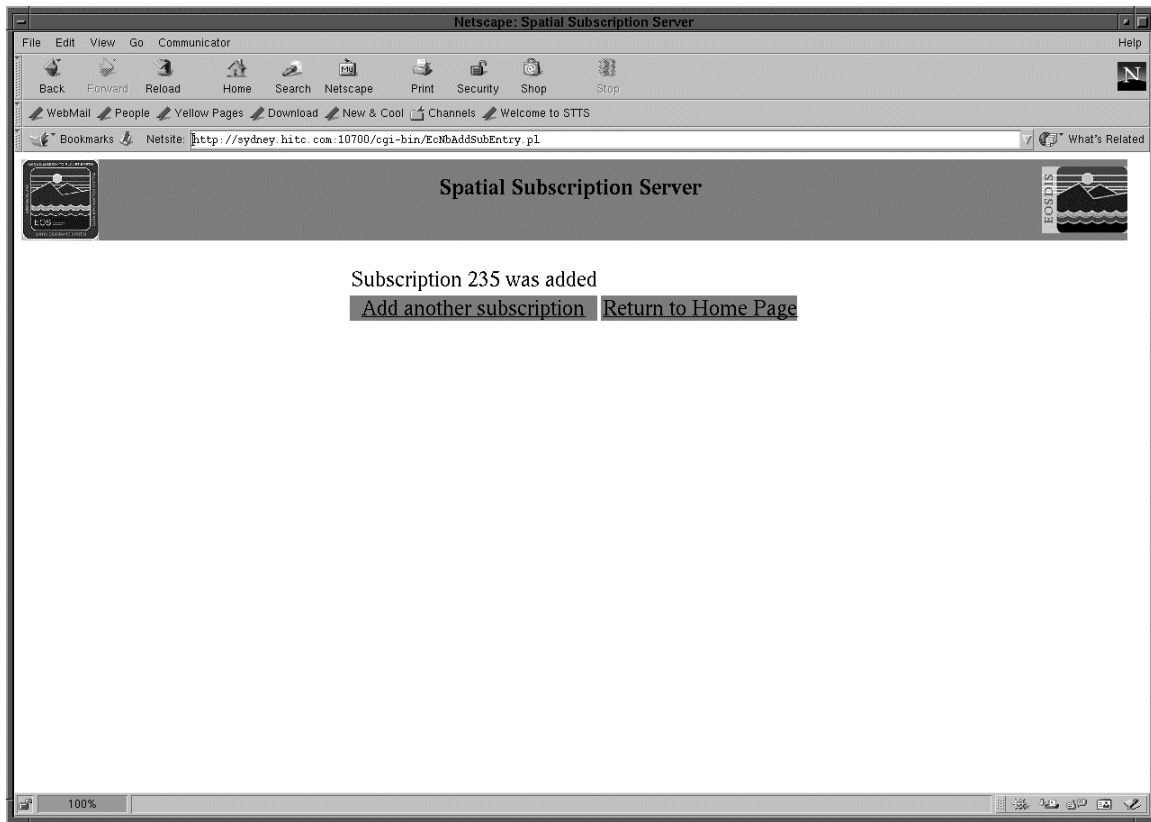 Netscape: Spatial Subscription Server
File Edit View Go Communicator Help
Back Forward Reload Home Search Netscape Print Security Shop Stop
WebMail People Yellow Pages Download New & Cool Channels Welcome to STTS
Bookmarks Netsite: http://sydney.hitc.com:10700/cgi-bin/EcNbAddSubEntry.pl What's Related
EOS
Spatial Subscription Server
EOSDIS
Subscription 235 was added
Add another subscription Return to Home Page
100%